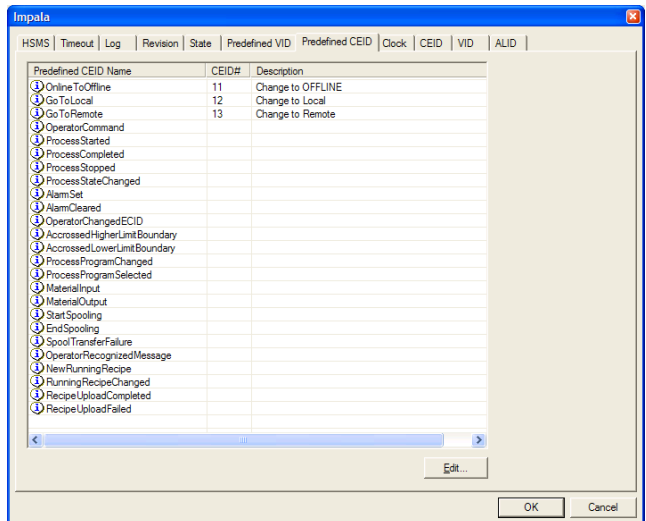 Impala
HSMS Timeout Log Revision State Predefined VID Predefined CEID Clock CEID VID ALID
Predefined CEID Name CEID# Description
OnlineToOffline 11 Change to OFFLINE
GoToLocal 12 Change to Local
GoToRemote 13 Change to Remote
OperatorCommand
ProcessStarted
ProcessCompleted
ProcessStopped
ProcessStateChanged
AlarmSet
AlarmCleared
OperatorChangedECID
AccrossedHigherLimitBoundary
AccrossedLowerLimitBoundary
ProcessProgramChanged
ProcessProgramSelected
MaterialInput
MaterialOutput
StartSpooling
EndSpooling
SpoolTransferFailure
OperatorRecognizedMessage
NewRunningRecipe
RunningRecipeChanged
RecipeUploadCompleted
RecipeUploadFailed
Edit...
OK Cancel